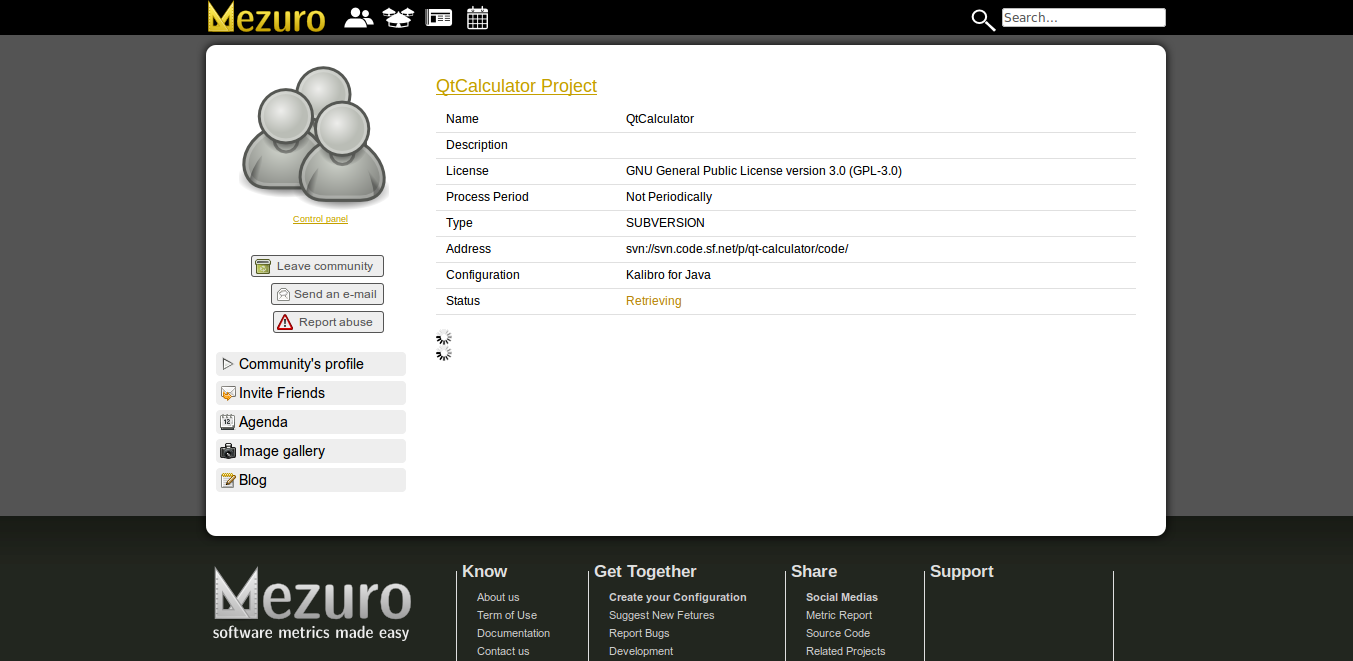 Mezuro
Search...
Control panel
Leave community
Send an e-mail
Report abuse
Community's profile
Invite Friends
12
Agenda
Image gallery
Blog
QtCalculator Project
Name QtCalculator
Description
License GNU General Public License version 3.0 (GPL-3.0)
Process Period Not Periodically
Type SUBVERSION
Address svn://svn.code.sf.net/p/qt-calculator/code/
Configuration Kalibro for Java
Status Retrieving
Mezuro
software metrics made easy
Know
About us
Term of Use
Documentation
Contact us
Get Together
Create your Configuration
Suggest New Fetures
Report Bugs
Development
Share
Social Medias
Metric Report
Source Code
Related Projects
Support